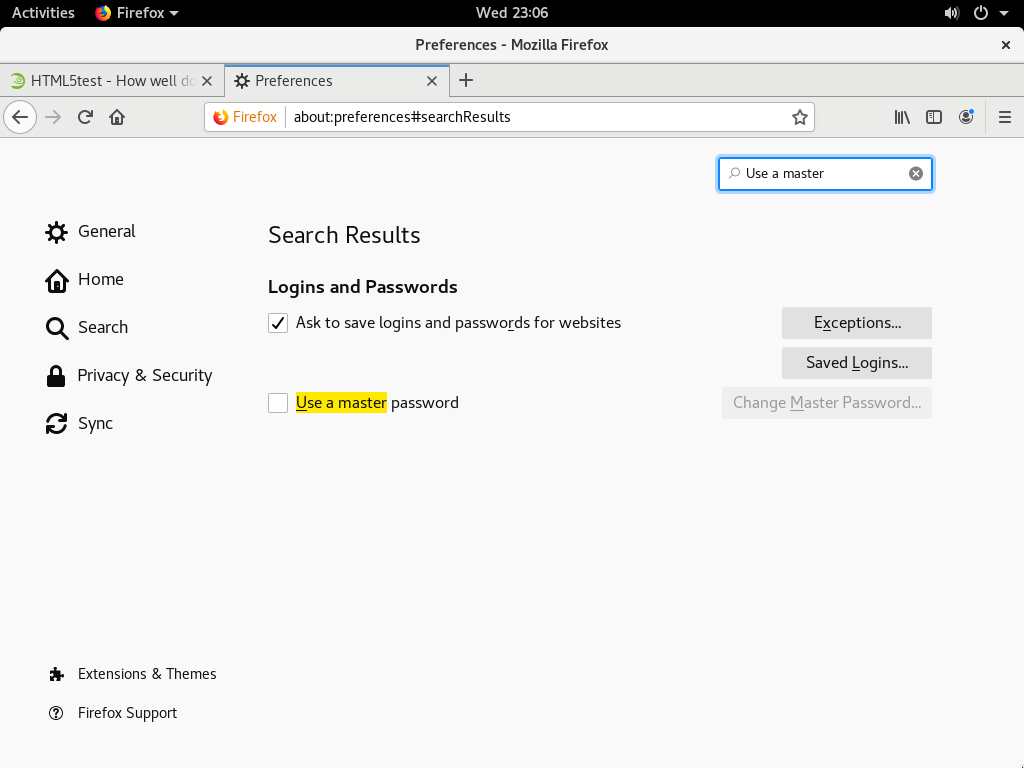 Activities Firefox Wed 23:06
Preferences - Mozilla Firefox
HTML5test - How well do Preferences
Firefox about:preferences#searchResults
Use a master
General
Search Results
Home
Logins and Passwords
Search
Ask to save logins and passwords for websites Exceptions...
Saved Logins...
Privacy & Security
Use a master password Change Master Password...
Sync
Extensions & Themes
Firefox Support